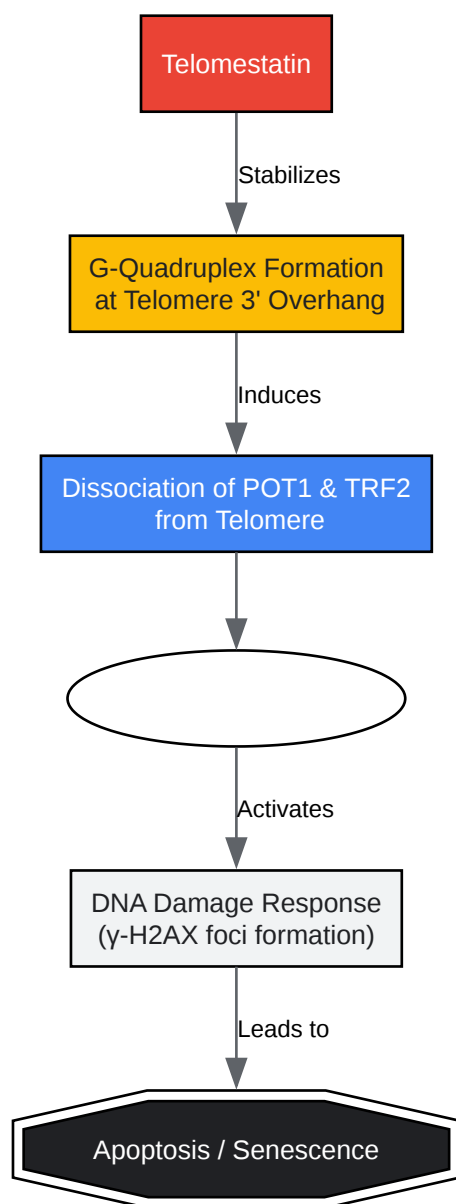 Telomestatin
Stabilizes
G-Quadruplex Formation
at Telomere 3' Overhang
Induces
Dissociation of POT1 & TRF2
from Telomere
Activates
DNA Damage Response
(γ-H2AX foci formation)
Leads to
Apoptosis / Senescence